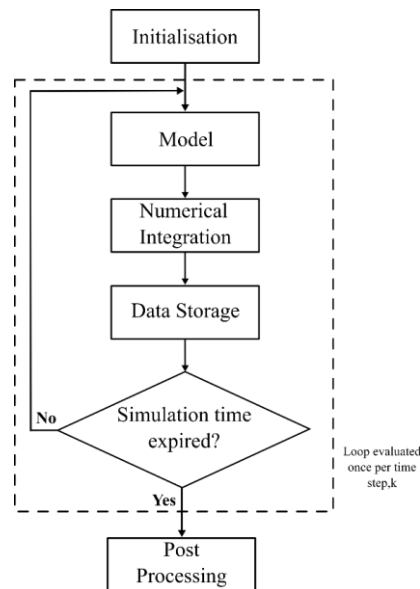 Initialisation
Model
Numerical
Integration
Data Storage
No
Simulation time
expired?
Loop evaluated
once per time
step,k
Yes
Post
Processing